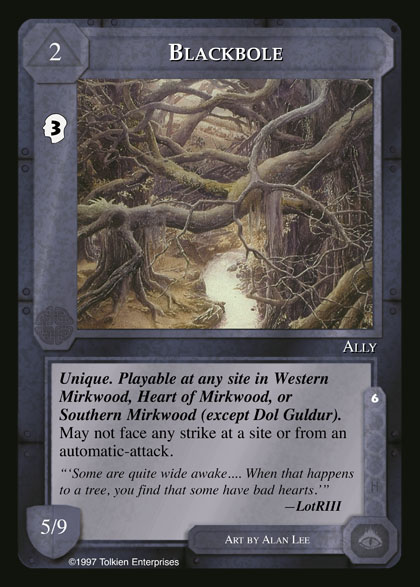 2
BLACKBOLE
3
ALLY
Unique. Playable at any site in Western
Mirkwood, Heart of Mirkwood, or
Southern Mirkwood (except Dol Guldur).
May not face any strike at a site or from an
automatic-attack.
“‘Some are quite wide awake.... When that happens
to a tree, you find that some have bad hearts.’”
—LotRIII
6
H
5/9
ART BY ALAN LEE
©1997 Tolkien Enterprises